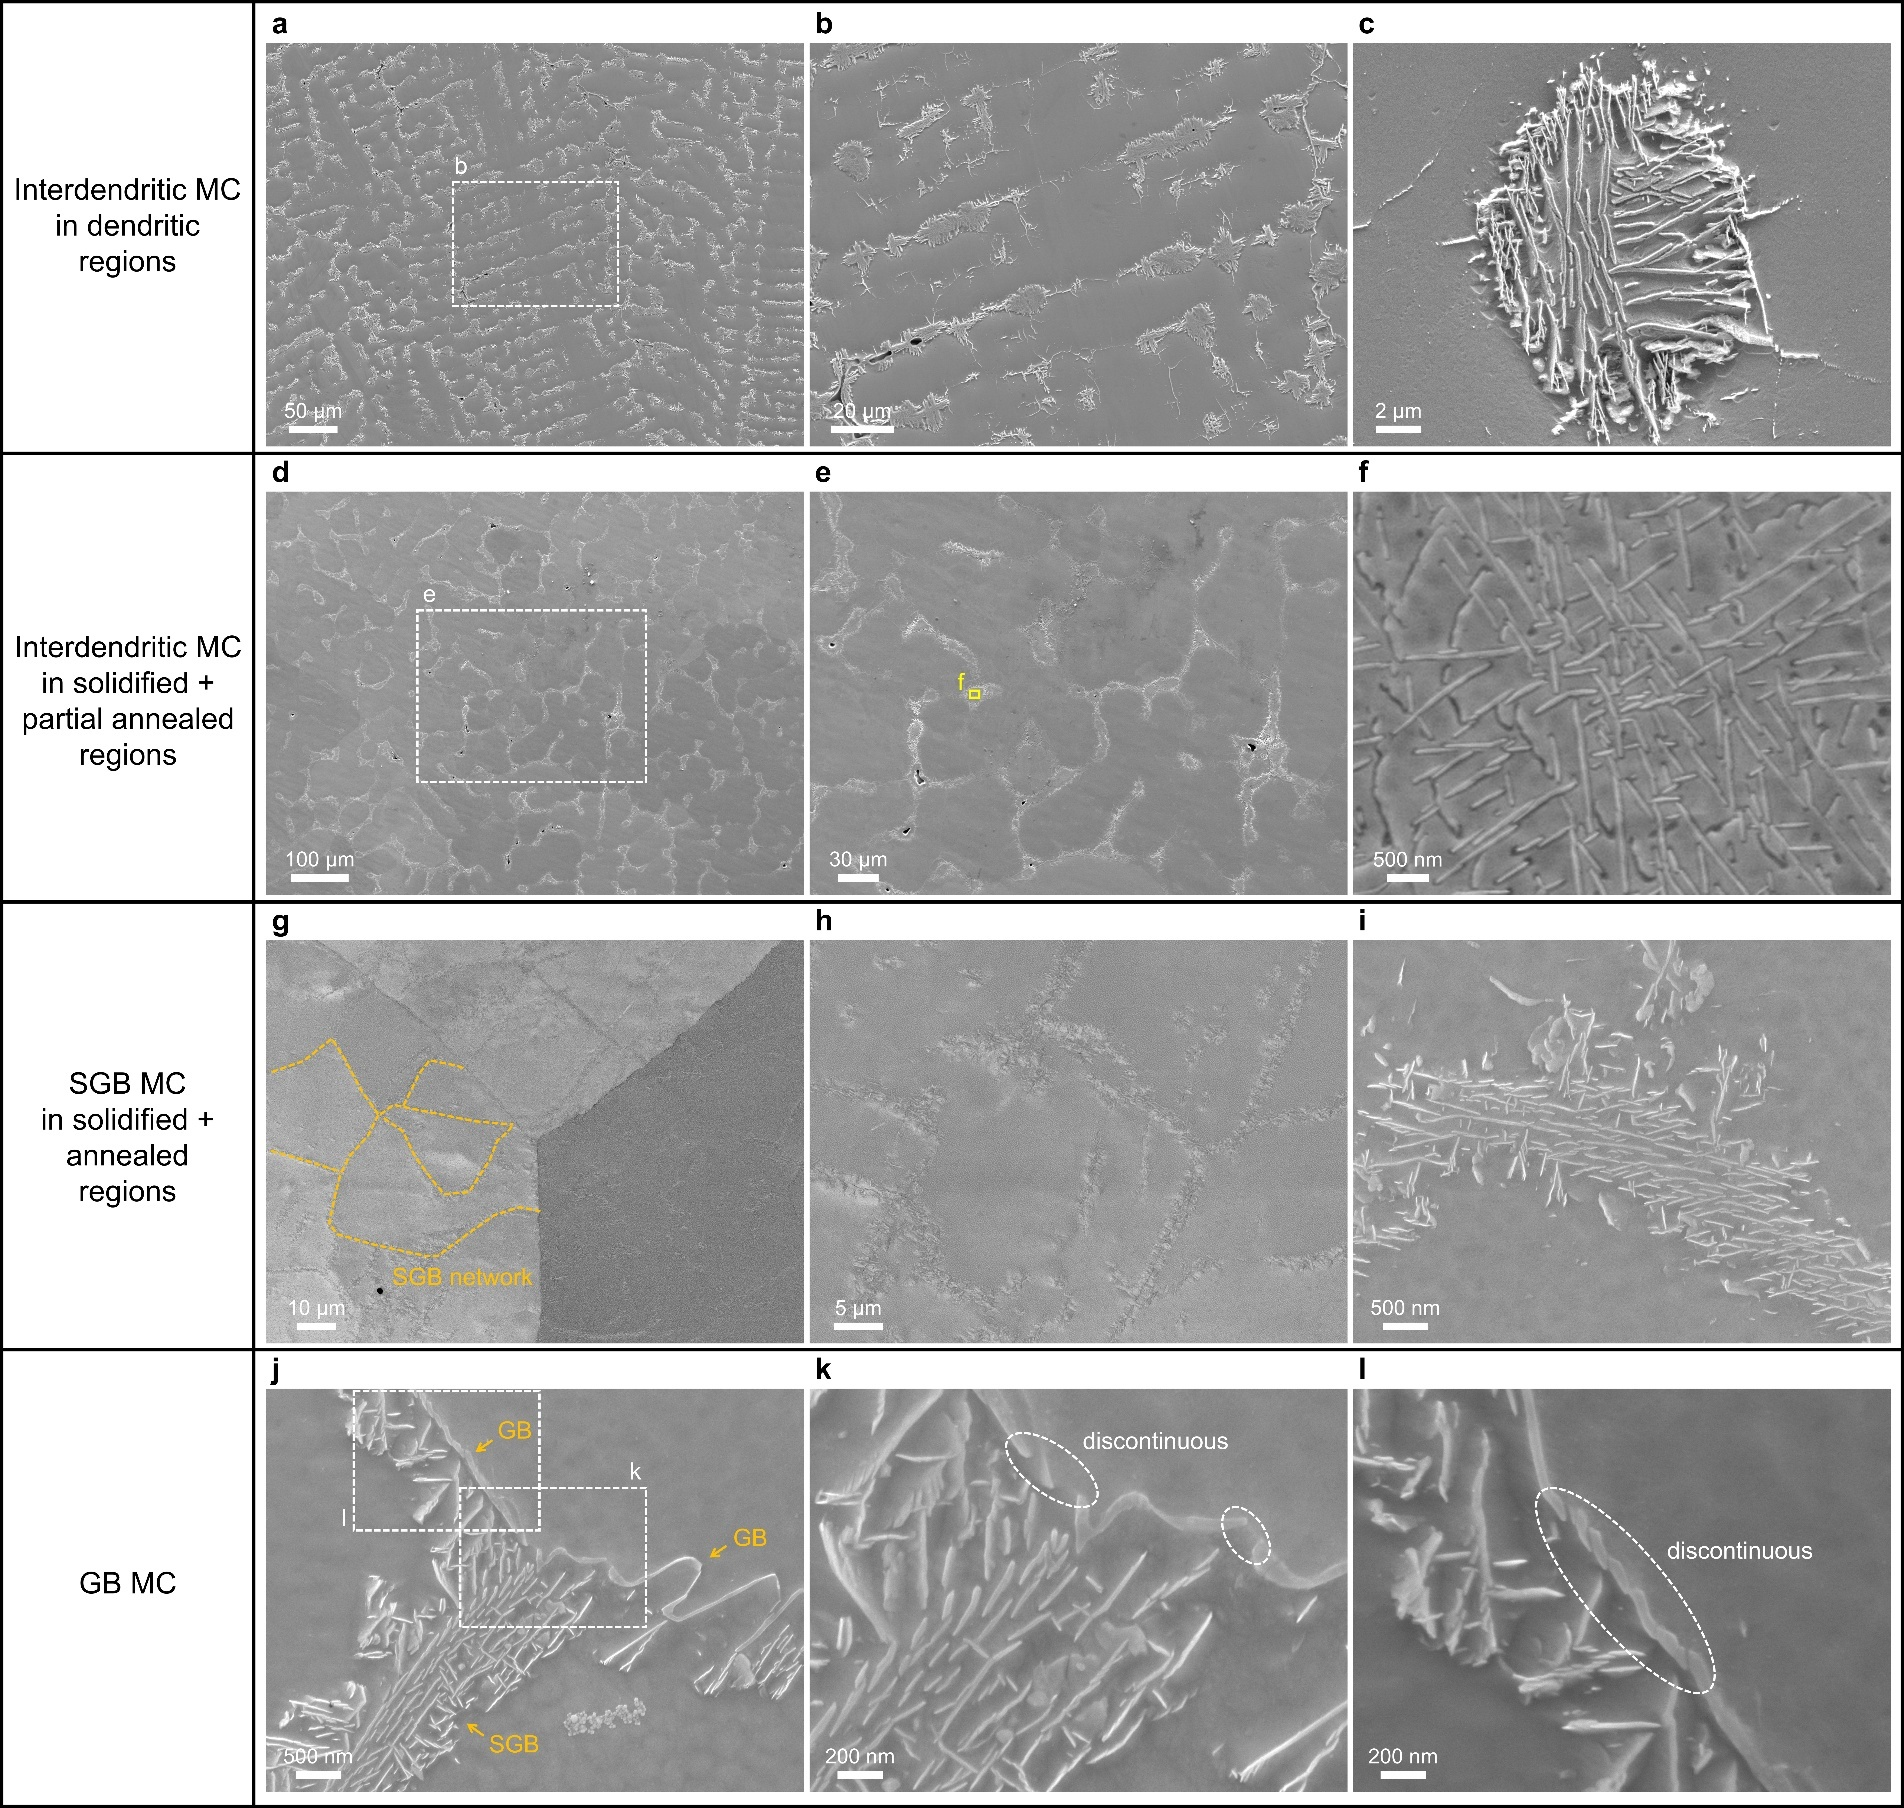 a
b
c
Interdendritic MC
in dendritic
regions
b
50 µm
20 µm
2 µm
d
e
f
Interdendritic MC
in solidified +
partial annealed
regions
e
100 µm
f
30 µm
500 nm
g
h
i
SGB MC
in solidified +
annealed
regions
SGB network
10 µm
5 µm
500 nm
j
k
l
GB MC
GB
k
l
GB
SGB
500 nm
discontinuous
200 nm
discontinuous
200 nm